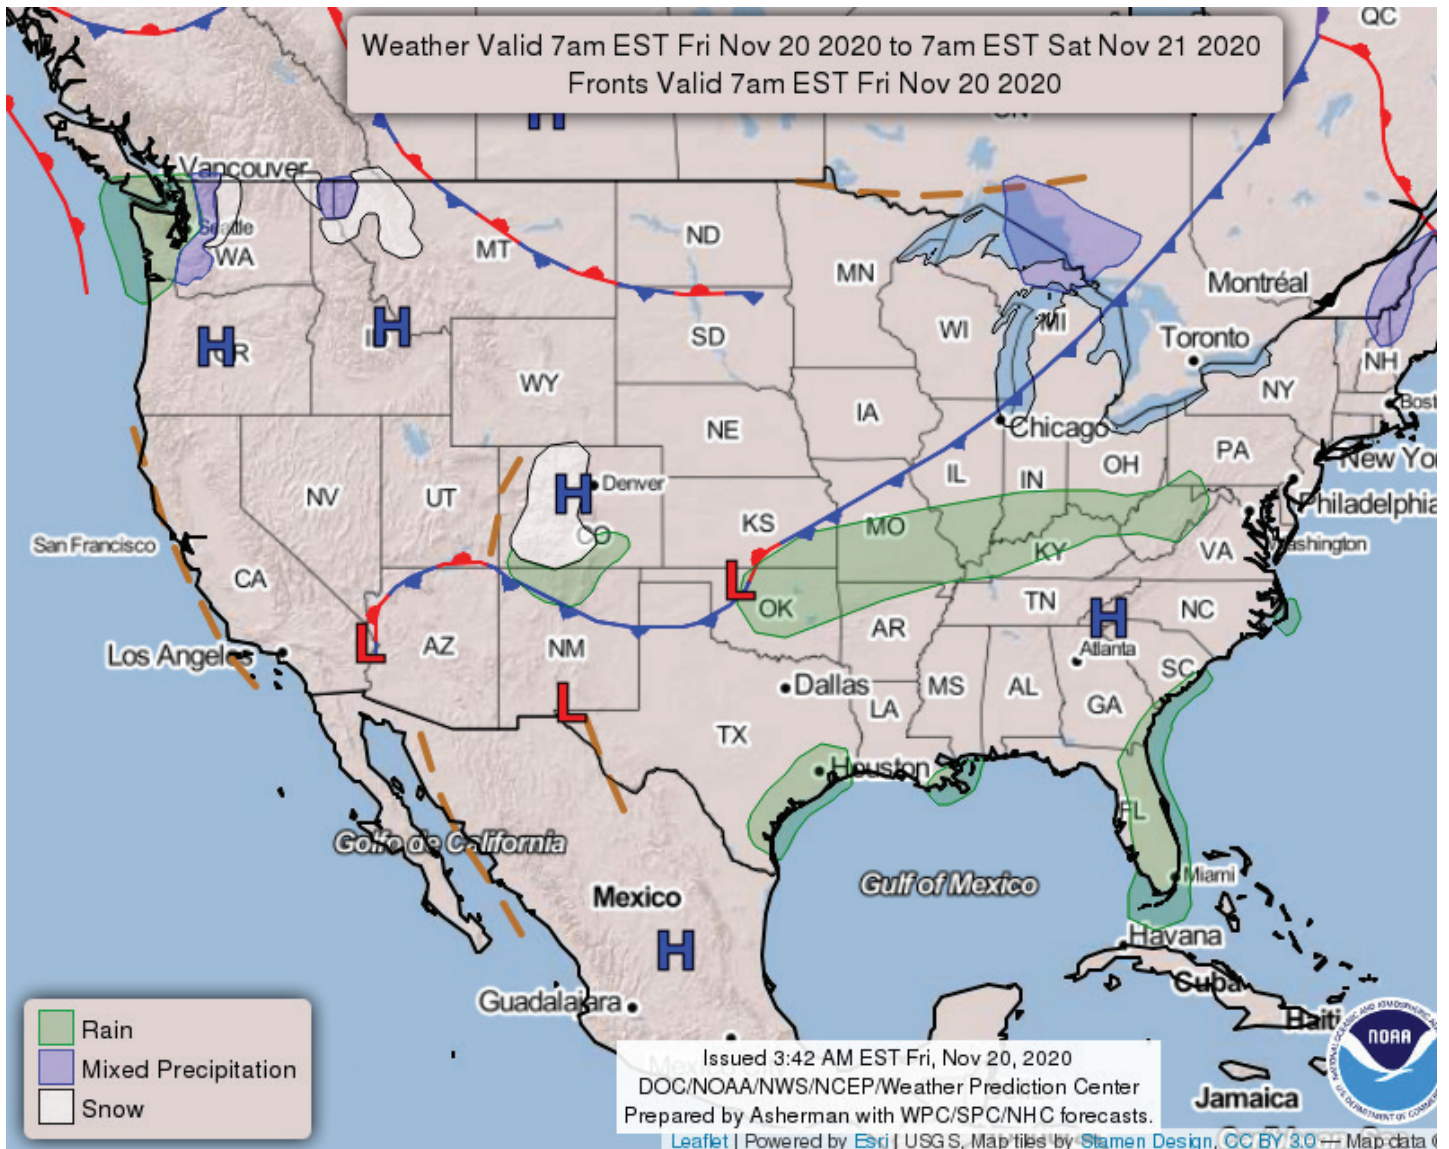 Weather Valid 7am EST Fri Nov 20 2020 to 7am EST Sat Nov 21 2020
Fronts Valid 7am EST Fri Nov 20 2020
QC
H
Vancouver
Seattle
WA
MT
ND
MN
Montréal
H
H
SD
WI
MI
Toronto
WY
NH
NY
IA
NE
Chicago
PA
New Yo
OH
IL
IN
H
Denver
NV
UT
KS
Philadelphia
CO
MO
San Francisco
KY
VA
CA
L
OK
TN
H
NC
L
AZ
NM
AR
Atlanta
Los Angeles
SC
L
Dallas
MS
AL
LA
GA
TX
Houston
FL
Golfo de California
Gulf of Mexico
Miami
Mexico
H
Havana
Cuba
Guadalajara
Haiti
Rain
Mixed Precipitation
Snow
NOAA
Issued 3:42 AM EST Fri, Nov 20, 2020
DOC/NOAA/NWS/NCEP/Weather Prediction Center
Prepared by Asherman with WPC/SPC/NHC forecasts.
Jamaica
Leaflet | Powered by Esri | USGS, Map tiles by Stamen Design, CC BY 3.0 — Map data ©